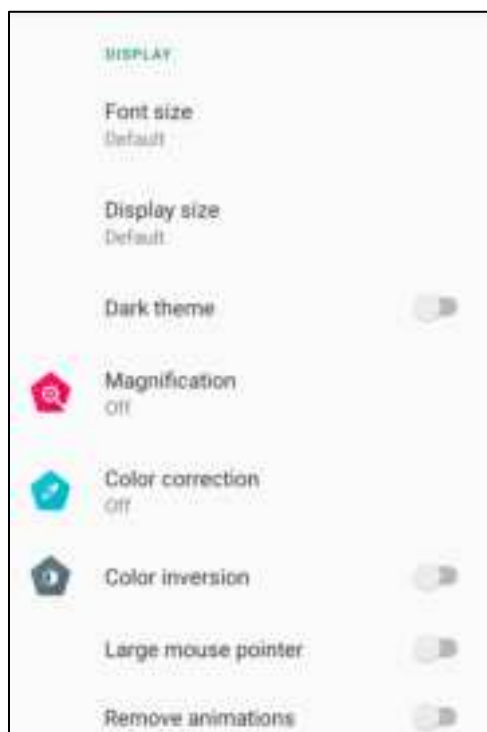 DISPLAY
Font size
Default
Display size
Default
Dark theme
Magnification
Off
Color correction
Off
Color inversion
Large mouse pointer
Remove animations